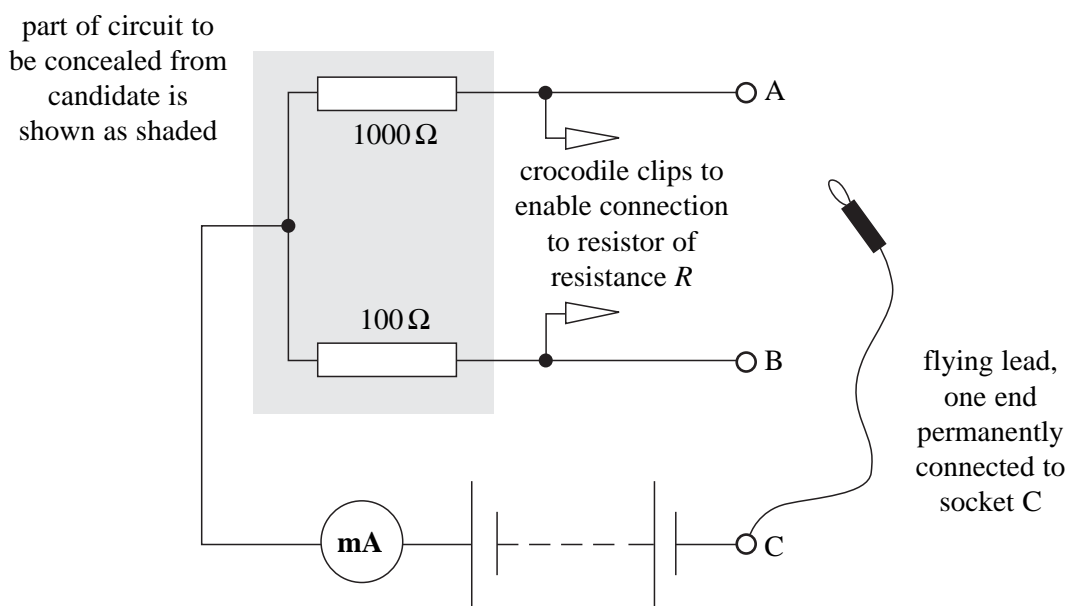 part of circuit to
be concealed from
candidate is
shown as shaded
1000 Ω
A
crocodile clips to
enable connection
to resistor of
resistance R
100 Ω
B
flying lead,
one end
permanently
connected to
socket C
mA
C